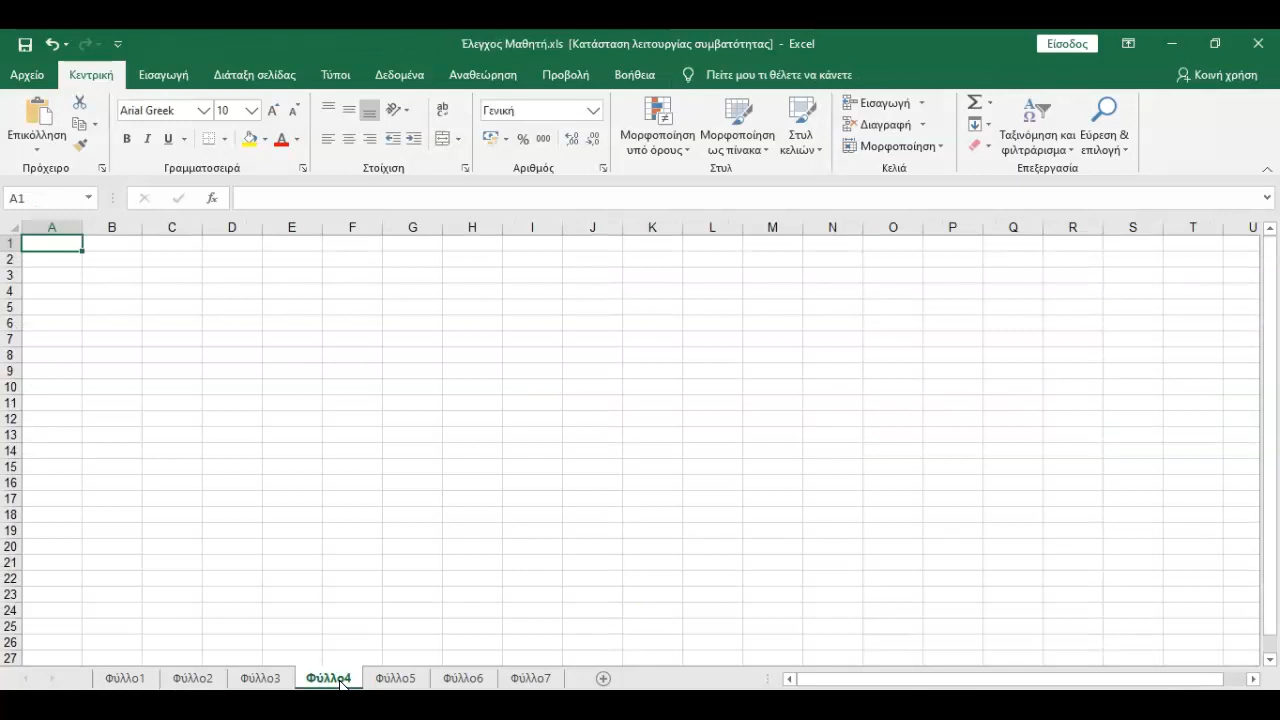 Έλεγχος Μαθητή.xls [Κατάσταση λειτουργίας συμβατότητας] - Excel
Είσοδος
Αρχείο Κεντρική Εισαγωγή Διάταξη σελίδας Τύποι Δεδομένα Αναθεώρηση Προβολή Βοήθεια Πείτε μου τι θέλετε να κάνετε Κοινή χρήση
Επικόλληση
Arial Greek 10
B I U A
ab
Γενική
% 000
Μορφοποίηση υπό όρους
Μορφοποίηση ως πίνακα
Στυλ κελιών
Εισαγωγή
Διαγραφή
Μορφοποίηση
Ταξινόμηση και φιλτράρισμα
Εύρεση & επιλογή
Πρόχειρο Γραμματοσειρά Στοίχιση Αριθμός Στυλ Κελιά Επεξεργασία
A1 fx
A B C D E F G H I J K L M N O P Q R S T U
1
2
3
4
5
6
7
8
9
10
11
12
13
14
15
16
17
18
19
20
21
22
23
24
25
26
27
Φύλλο1 Φύλλο2 Φύλλο3 Φύλλο4 Φύλλο5 Φύλλο6 Φύλλο7